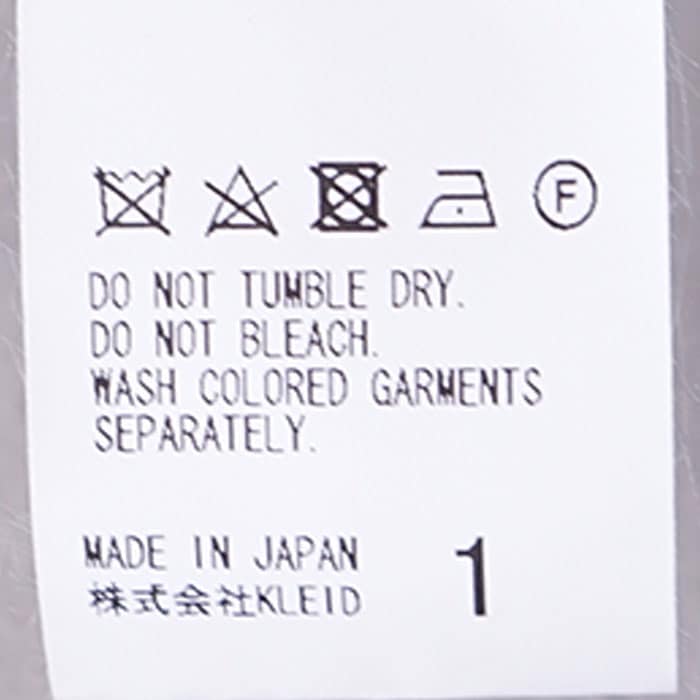 F
DO NOT TUMBLE DRY.
DO NOT BLEACH.
WASH COLORED GARMENTS
SEPARATELY.
MADE IN JAPAN
株式会社KLEID
1